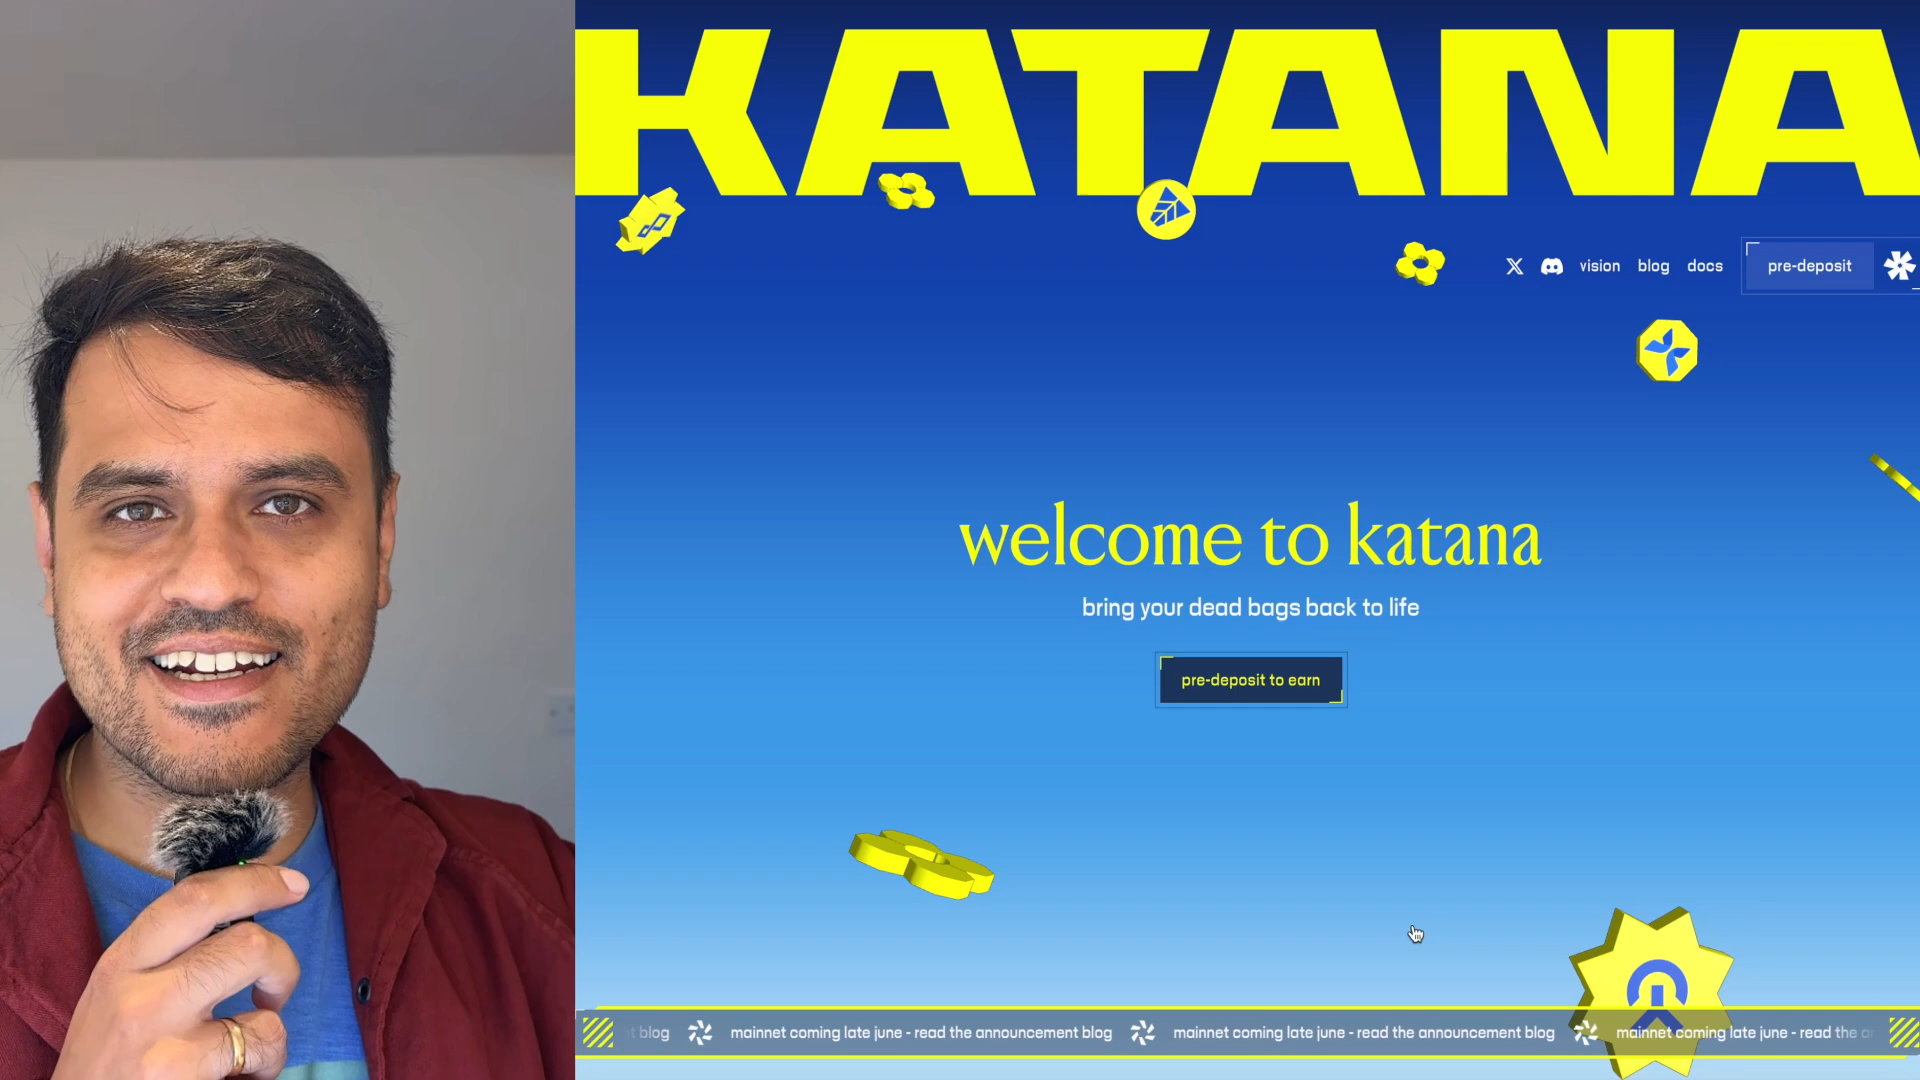 KATANA
vision blog docs pre-deposit
welcome to katana
bring your dead bags back to life
pre-deposit to earn
blog mainnet coming late june - read the announcement blog mainnet coming late june - read the announcement blog mainnet coming late june - read the